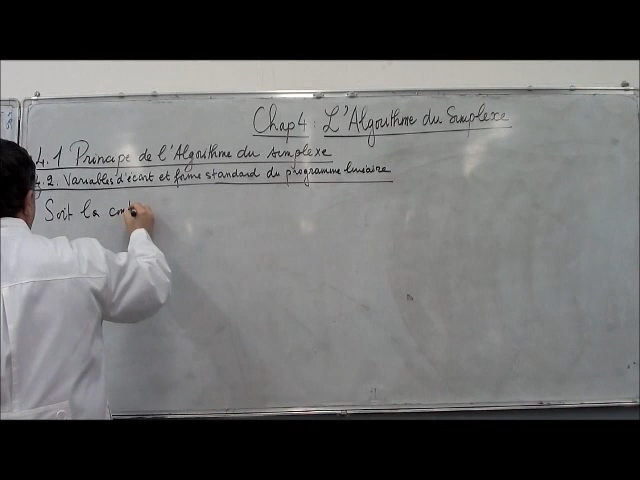 Chap 4 : L'Algorithme du Simplexe
4.1 Principe de l'Algorithme du simplexe
4.2. Variables d'écart et forme standard du programme linéaire
Soit la cont